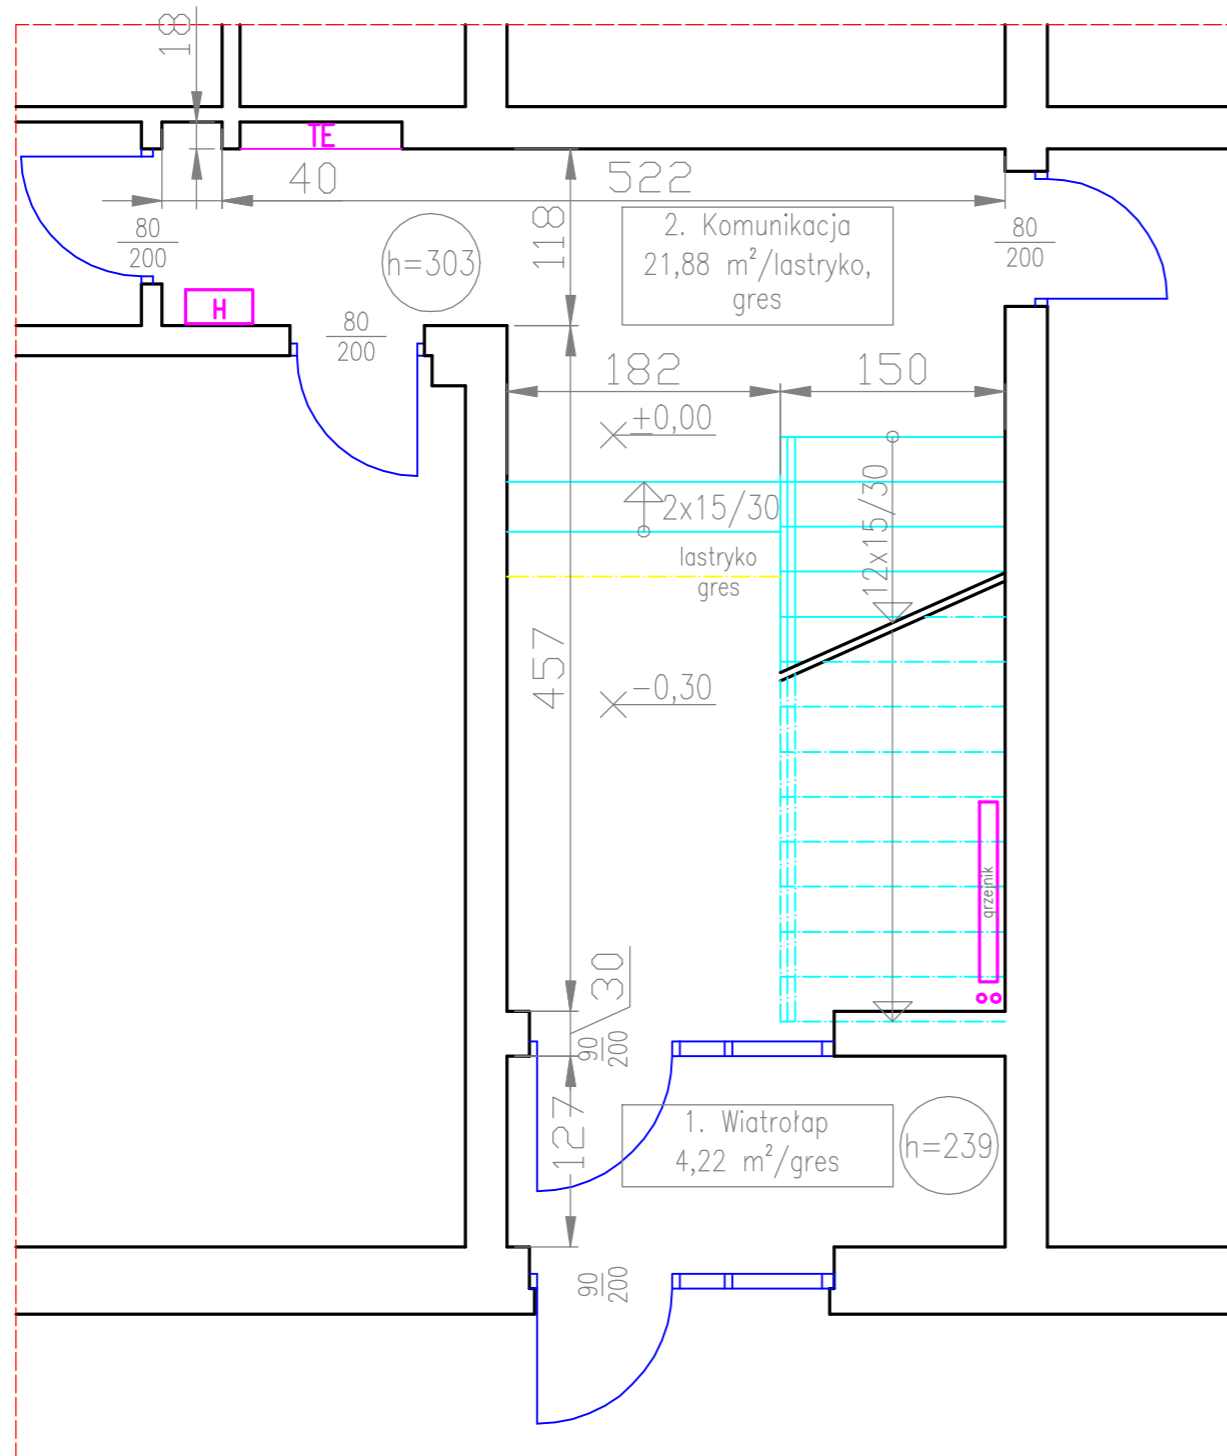 18
TE
40
522
80
200
118
2. Komunikacja
21,88 m²/lastryko,
gres
80
200
h=303
H
80
200
182
150
±0,00
2x15/30
12x15/30
lastryko
gres
457
-0,30
grzejnik
30
90
200
127
1. Wiatrołap
4,22 m²/gres
h=239
90
200